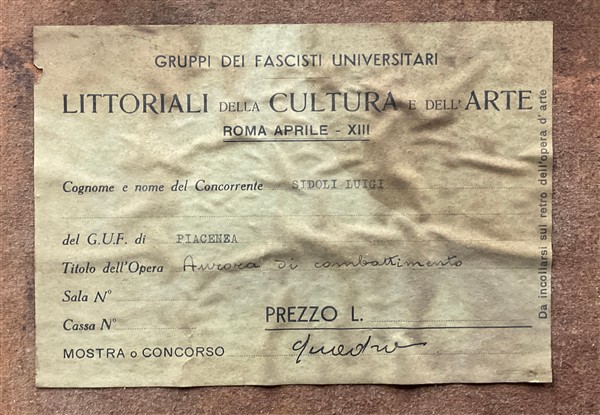 GRUPPI DEI FASCISTI UNIVERSITARI
LITTORIALI DELLA CULTURA E DELL'ARTE
ROMA APRILE - XIII
Cognome e nome del Concorrente SIDOLI LUIGI
del G.U.F. di PIACENZA
Titolo dell'Opera Aurora di combattimento
Sala N°
Cassa N° PREZZO L.
MOSTRA o CONCORSO quadro
Da incollarsi sul retro dell'opera d'arte